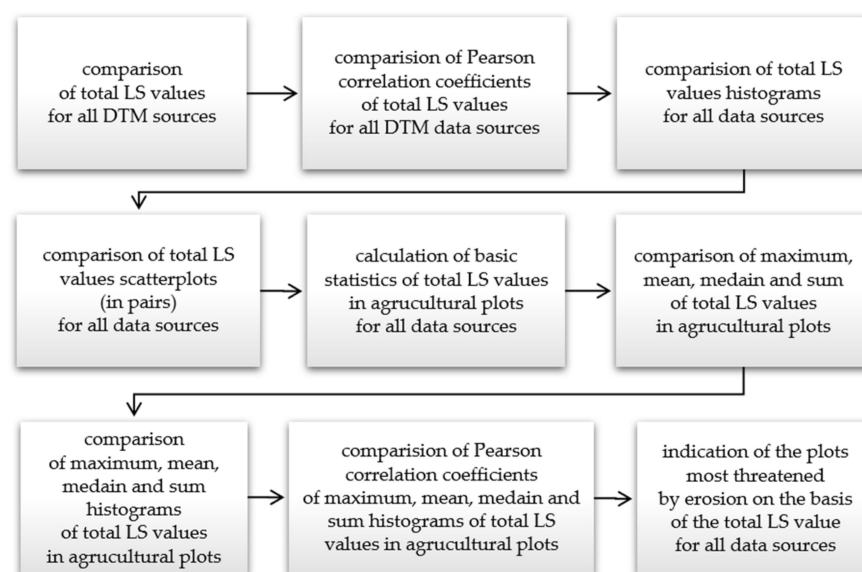 comparison
of total LS values
for all DTM sources
comparision of Pearson
correlation coefficients
of total LS values
for all DTM data sources
comparision of total LS
values histograms
for all data sources
comparison of total LS
values scatterplots
(in pairs)
for all data sources
calculation of basic
statistics of total LS values
in agrucultural plots
for all data sources
comparison of maximum,
mean, medain and sum
of total LS values
in agrucultural plots
comparison
of maximum, mean,
medain and sum
histograms
of total LS values
in agrucultural plots
comparision of Pearson
correlation coefficients
of maximum, mean, medain and
sum histograms of total LS
values in agrucultural plots
indication of the plots
most threatened
by erosion on the basis
of the total LS value
for all data sources